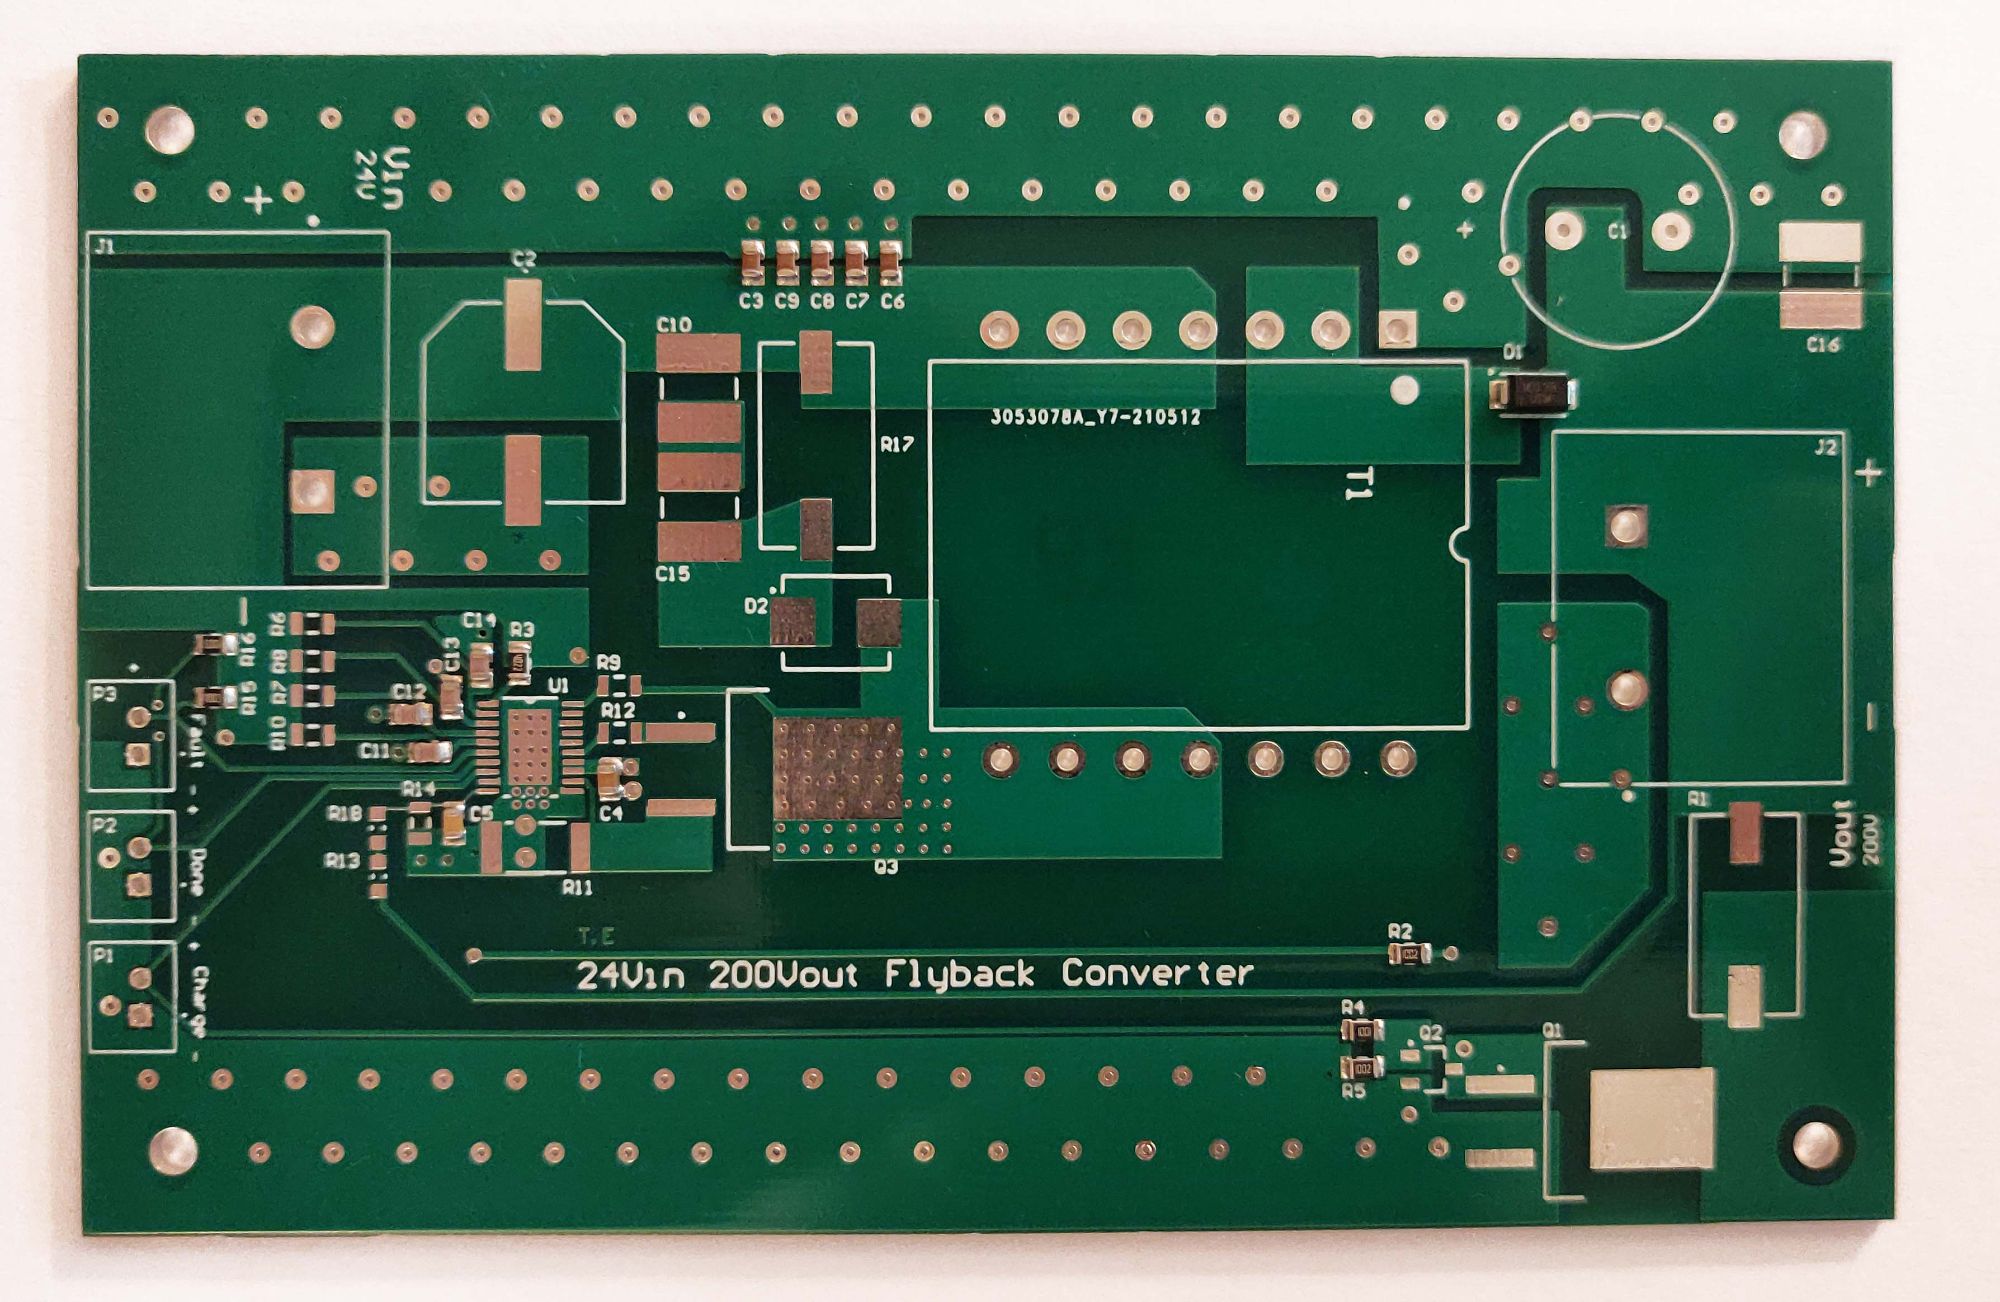 Vin
24V
+
J1
C2
C3 C9 C8 C7 C6
C1
+
C16
C10
D1
R17
3053078A_Y7-210512
T1
J2
+
C15
D2
-
R6
R16
R8
R15
R7
R10
C14
C13
R3
C12
C11
U1
R9
R12
+
P3
Fault
-
R14
R18
C5
C4
R13
R11
Q3
+
P2
Done
-
R1
-
Vout
200V
T.E
24Vin 200Vout Flyback Converter
R2
+
P1
Charge
-
R4
Q2
Q1
R5
1001
1002